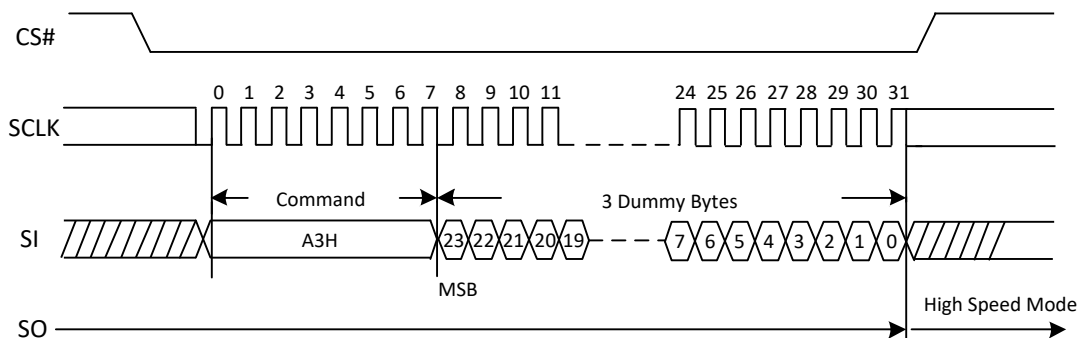 CS#
0 1 2 3 4 5 6 7 8 9 10 11 24 25 26 27 28 29 30 31
SCLK
Command 3 Dummy Bytes
SI A3H 23 22 21 20 19 7 6 5 4 3 2 1 0
MSB
High Speed Mode
SO